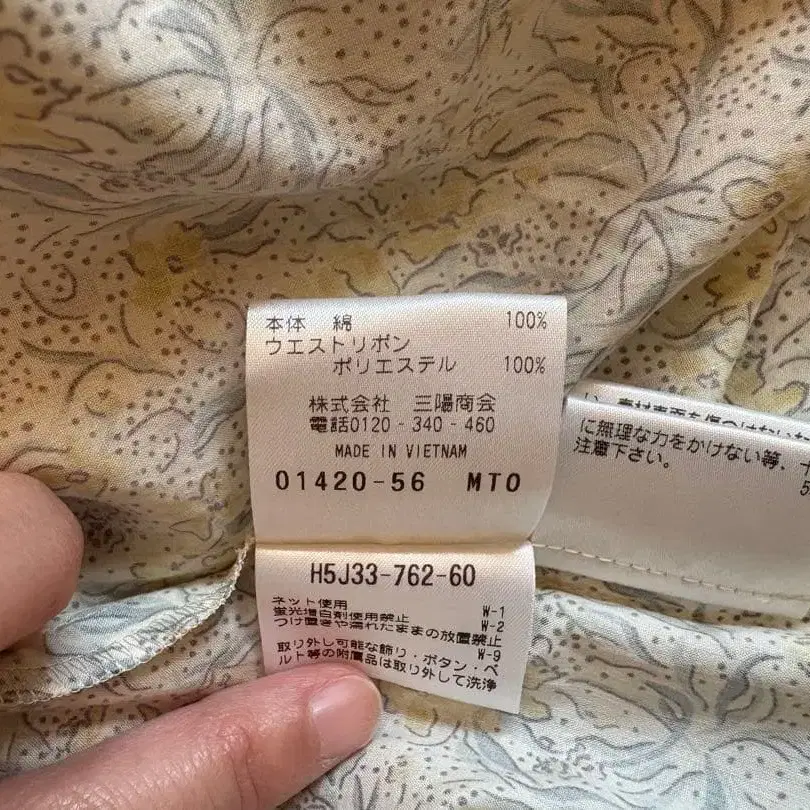 本体 綿 100%
ウエストリボン
ポリエステル 100%
株式会社 三陽商会
電話0120-340-460
MADE IN VIETNAM
01420-56 MTO
H5J33-762-60
ネット使用 W-1
蛍光増白剤使用禁止 W-2
つけ置きや濡れたままの放置禁止
W-9
取り外し可能な飾り・ボタン・ベ
ルト等の附属品は取り外して洗浄
に無理な力をかけない等、十
注意下さい。
5